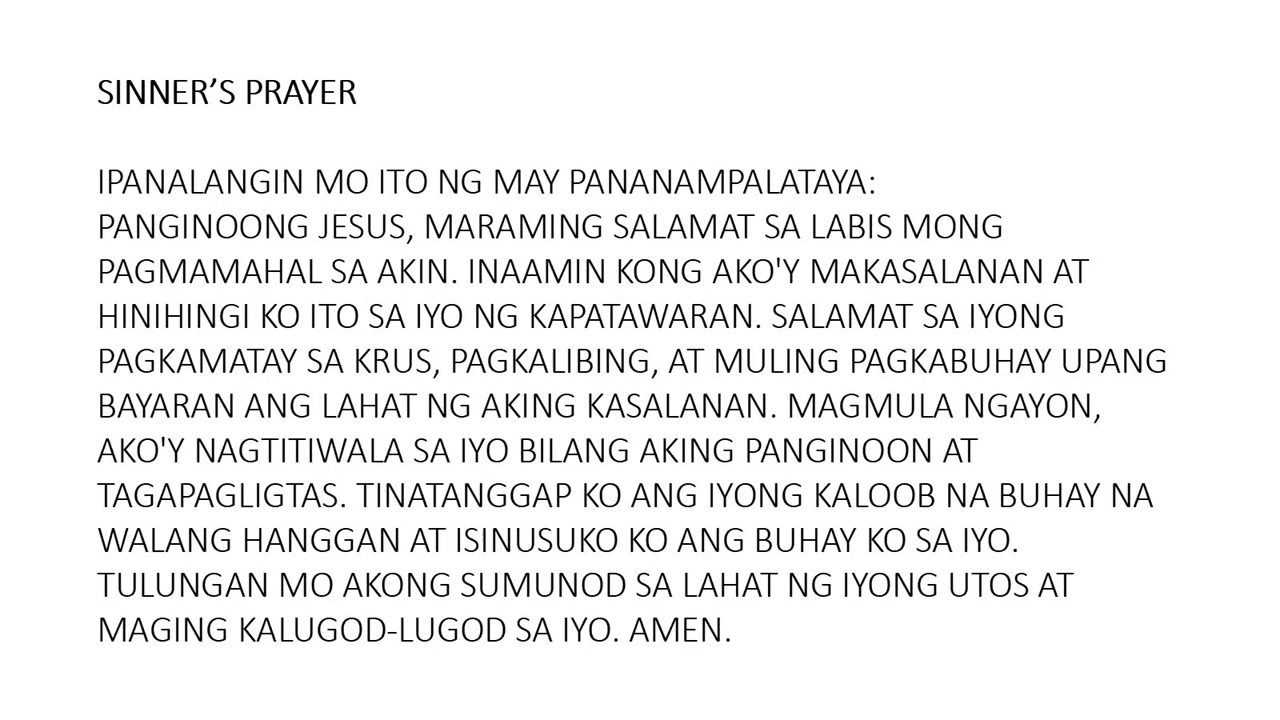 SINNER’S PRAYER
IPANALANGIN MO ITO NG MAY PANANAMPALATAYA:
PANGINOONG JESUS, MARAMING SALAMAT SA LABIS MONG
PAGMAMAHAL SA AKIN. INAAMIN KONG AKO'Y MAKASALANAN AT
HINIHINGI KO ITO SA IYO NG KAPATAWARAN. SALAMAT SA IYONG
PAGKAMATAY SA KRUS, PAGKALIBING, AT MULING PAGKABUHAY UPANG
BAYARAN ANG LAHAT NG AKING KASALANAN. MAGMULA NGAYON,
AKO'Y NAGTITIWALA SA IYO BILANG AKING PANGINOON AT
TAGAPAGLIGTAS. TINATANGGAP KO ANG IYONG KALOOB NA BUHAY NA
WALANG HANGGAN AT ISINUSUKO KO ANG BUHAY KO SA IYO.
TULUNGAN MO AKONG SUMUNOD SA LAHAT NG IYONG UTOS AT
MAGING KALUGOD-LUGOD SA IYO. AMEN.